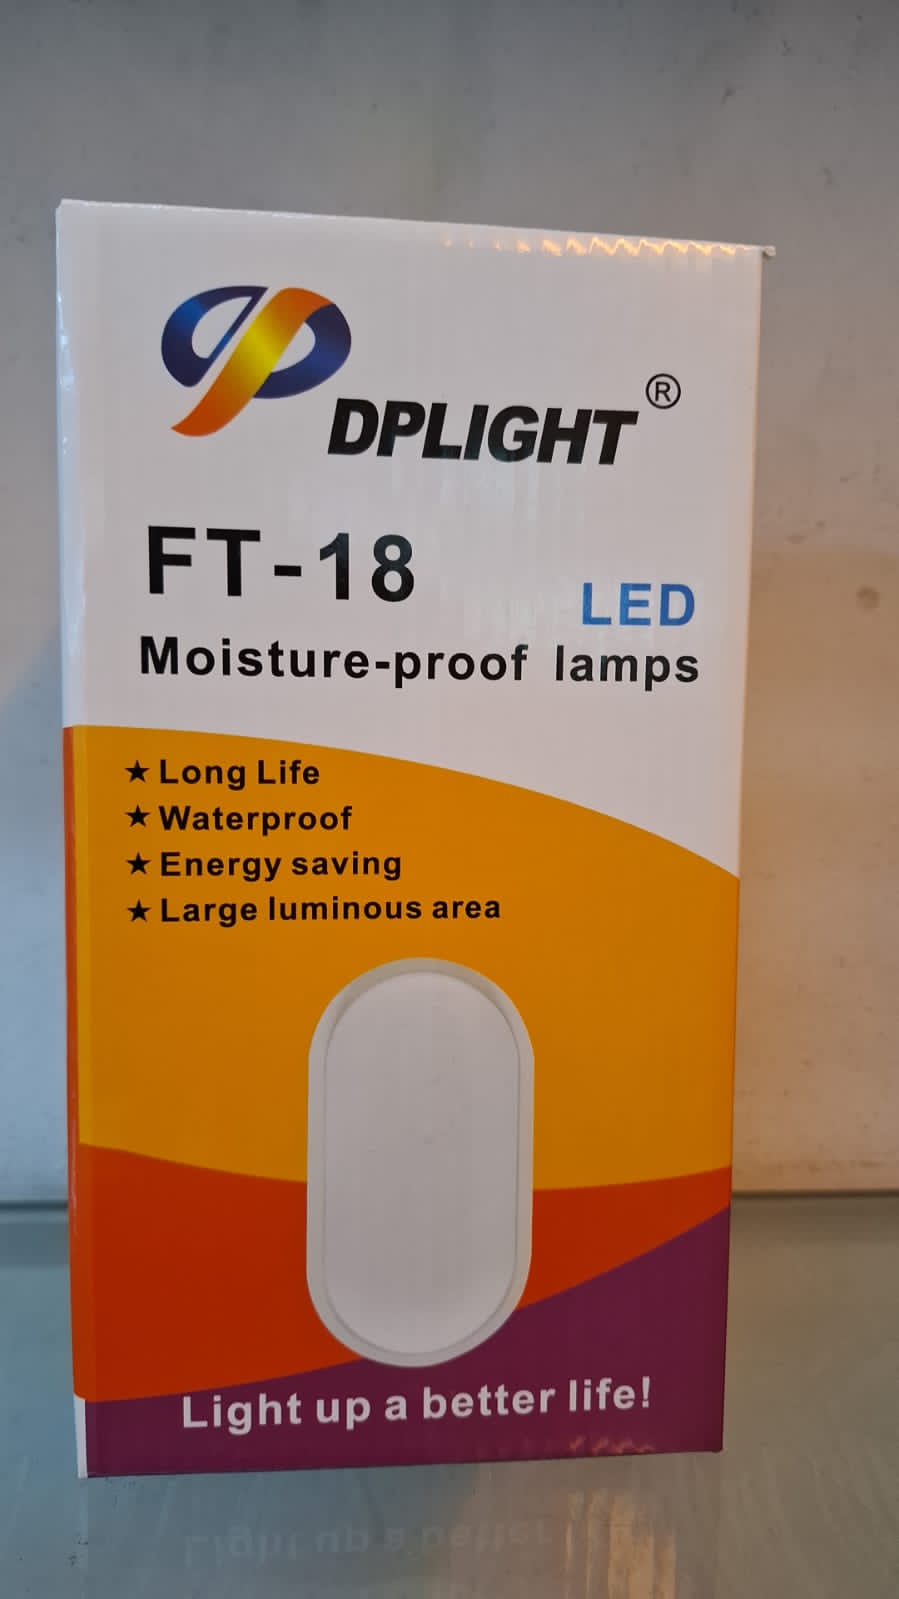 DPLIGHT ®
FT-18
LED
Moisture-proof lamps
★ Long Life
★ Waterproof
★ Energy saving
★ Large luminous area
Light up a better life!